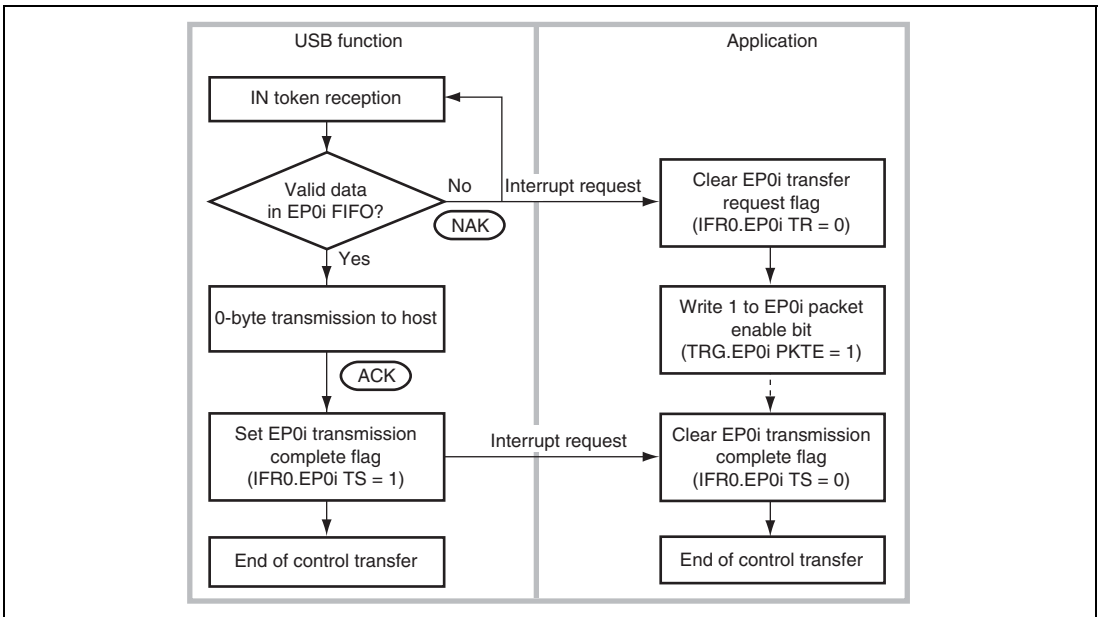 USB function
Application
IN token reception
Valid data
in EP0i FIFO?
No
Interrupt request
NAK
Clear EP0i transfer
request flag
(IFR0.EP0i TR = 0)
Yes
0-byte transmission to host
Write 1 to EP0i packet
enable bit
(TRG.EP0i PKTE = 1)
ACK
Set EP0i transmission
complete flag
(IFR0.EP0i TS = 1)
Interrupt request
Clear EP0i transmission
complete flag
(IFR0.EP0i TS = 0)
End of control transfer
End of control transfer